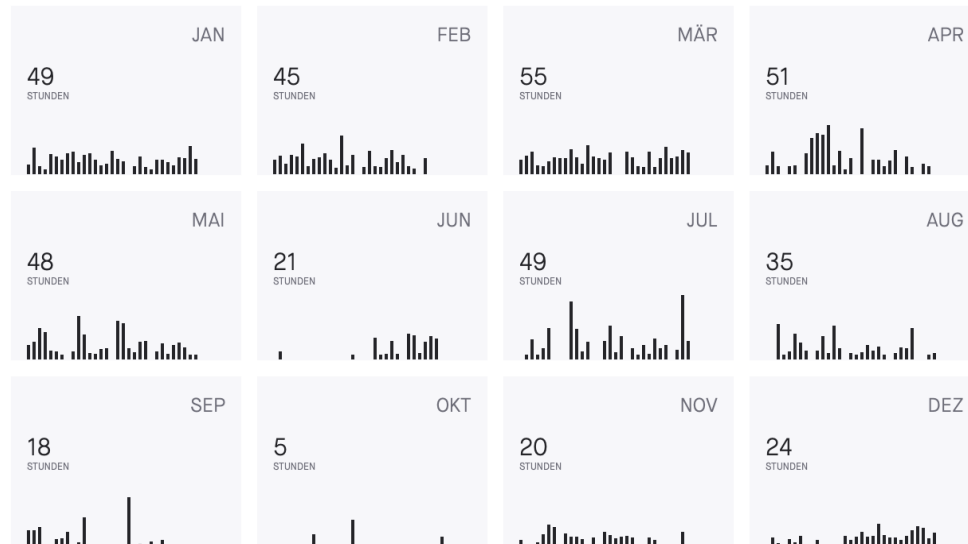 JAN
49
STUNDEN
FEB
45
STUNDEN
MÄR
55
STUNDEN
APR
51
STUNDEN
MAI
48
STUNDEN
JUN
21
STUNDEN
JUL
49
STUNDEN
AUG
35
STUNDEN
SEP
18
STUNDEN
OKT
5
STUNDEN
NOV
20
STUNDEN
DEZ
24
STUNDEN